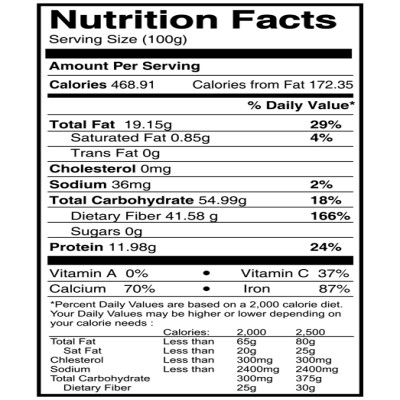 Nutrition Facts
Serving Size (100g)
Amount Per Serving
Calories 468.91 Calories from Fat 172.35
% Daily Value*
Total Fat 19.15g 29%
Saturated Fat 0.85g 4%
Trans Fat 0g
Cholesterol 0mg
Sodium 36mg 2%
Total Carbohydrate 54.99g 18%
Dietary Fiber 41.58 g 166%
Sugars 0g
Protein 11.98g 24%
Vitamin A 0% • Vitamin C 37%
Calcium 70% • Iron 87%
*Percent Daily Values are based on a 2,000 calorie diet.
Your Daily Values may be higher or lower depending on
your calorie needs :
Calories: 2,000 2,500
Total Fat Less than 65g 80g
Sat Fat Less than 20g 25g
Chlesterol Less than 300mg 300mg
Sodium Less than 2400mg 2400mg
Total Carbohydrate 300mg 375g
Dietary Fiber 25g 30g